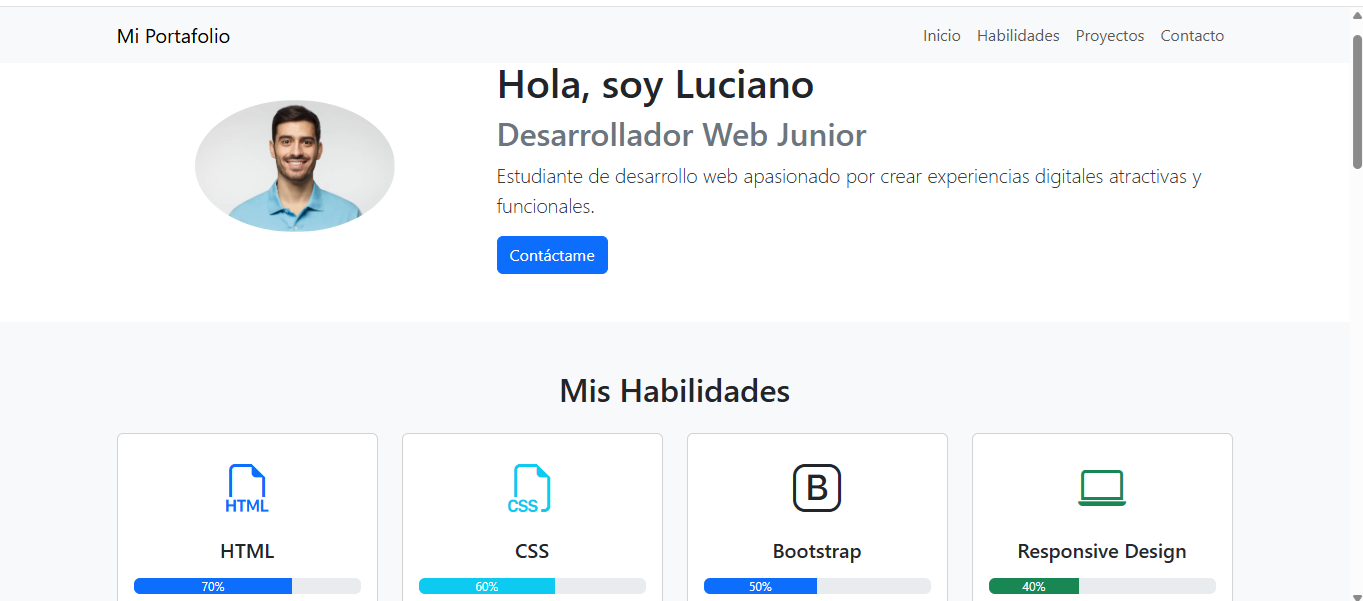 Mi Portafolio
Inicio Habilidades Proyectos Contacto
Hola, soy Luciano
Desarrollador Web Junior
Estudiante de desarrollo web apasionado por crear experiencias digitales atractivas y
funcionales.
Contáctame
Mis Habilidades
HTML
CSS
B
HTML
CSS
Bootstrap
Responsive Design
70%
60%
50%
40%